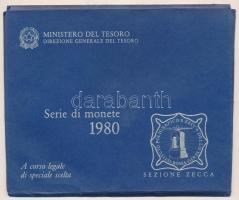 MINISTERO DEL TESORO
DIREZIONE GENERALE DEL TESORO
darabanth
Serie di monete
1980
A corso legale
di speciale scelta
SEZIONE ZECCA